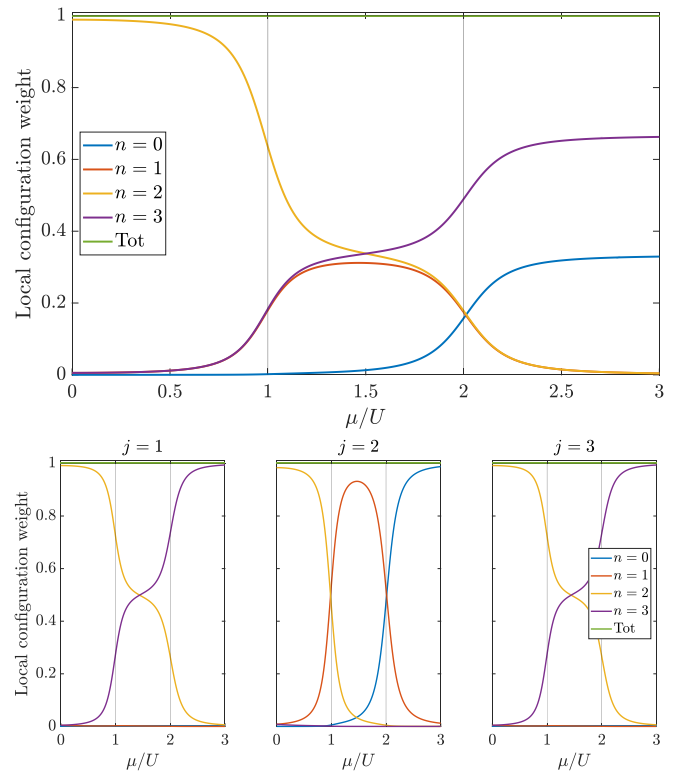 Local configuration weight
1
0.8
0.6
0.4
0.2
0
n = 0
n = 1
n = 2
n = 3
Tot
0 0.5 1 1.5 2 2.5 3
μ/U
j = 1 j = 2 j = 3
Local configuration weight
1
0.8
0.6
0.4
0.2
0
n = 0
n = 1
n = 2
n = 3
Tot
0 1 2 3 0 1 2 3 0 1 2 3
μ/U μ/U μ/U